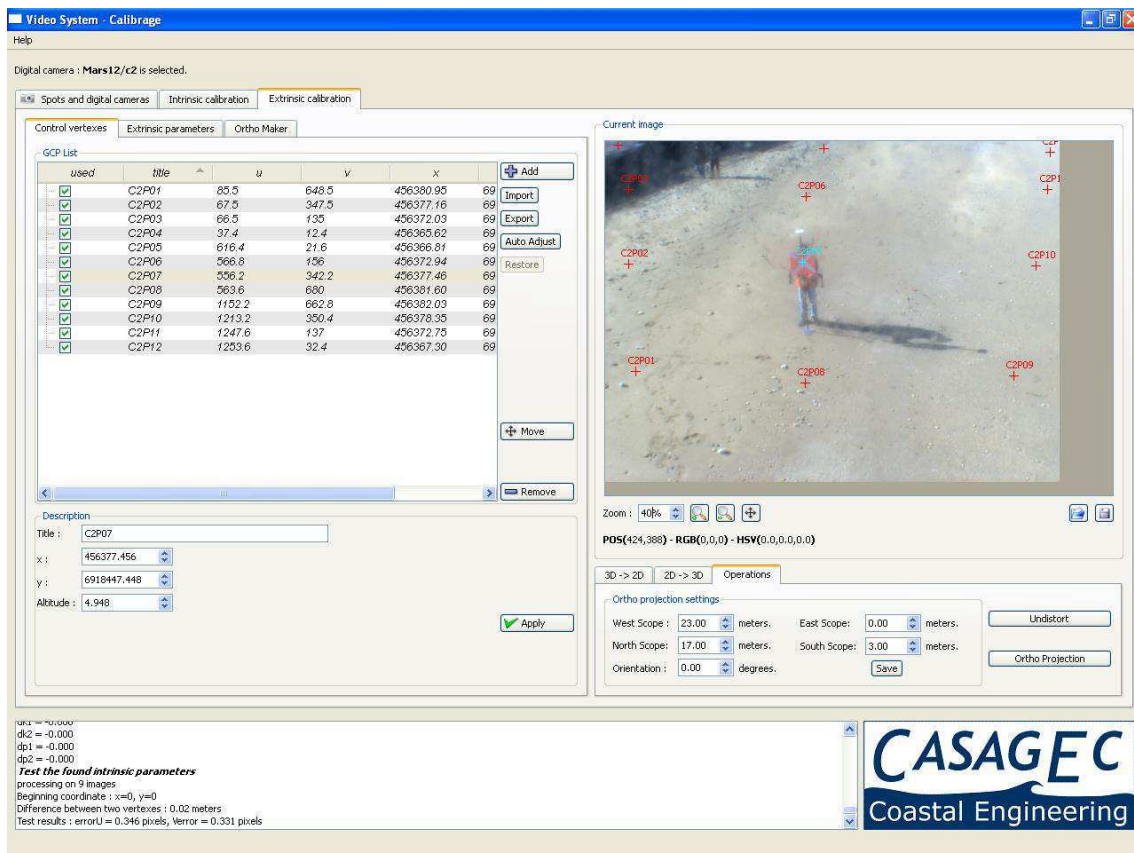 Video System - Calibrage
Help
Digital camera : Mars12/c2 is selected.
Spots and digital cameras Intrinsic calibration Extrinsic calibration
Control vertexes Extrinsic parameters Ortho Maker
GCP List
used title u v x
C2P01 85.5 648.5 456380.95 69
C2P02 67.5 347.5 456377.16 69
C2P03 66.5 135 456372.03 69
C2P04 37.4 12.4 456365.62 69
C2P05 616.4 21.6 456366.81 69
C2P06 566.8 156 456372.94 69
C2P07 556.2 342.2 456377.46 69
C2P08 563.6 680 456381.60 69
C2P09 1152.2 662.8 456382.03 69
C2P10 1213.2 350.4 456378.35 69
C2P11 1247.6 137 456372.75 69
C2P12 1253.6 32.4 456367.30 69
Add
Import
Export
Auto Adjust
Restore
Move
Remove
Description
Title : C2P07
x : 456377.456
y : 6918447.448
Altitude : 4.948
Apply
Current image
C2P
C2P1
C2P06
C2P02
C2P10
C2P01
C2P08
C2P09
Zoom : 40%
POS(424,388) - RGB(0,0,0) - HSV(0.0,0.0,0.0)
3D -> 2D 2D -> 3D Operations
Ortho projection settings
West Scope : 23.00 meters. East Scope: 0.00 meters.
North Scope: 17.00 meters. South Scope: 3.00 meters.
Orientation : 0.00 degrees. Save
Undistort
Ortho Projection
dk1 = -0.000
dk2 = -0.000
dp1 = -0.000
dp2 = -0.000
Test the found intrinsic parameters
processing on 9 images
Beginning coordinate : x=0, y=0
Difference between two vertexes : 0.02 meters
Test results : errorU = 0.346 pixels, Verror = 0.331 pixels
CASAGEC
Coastal Engineering